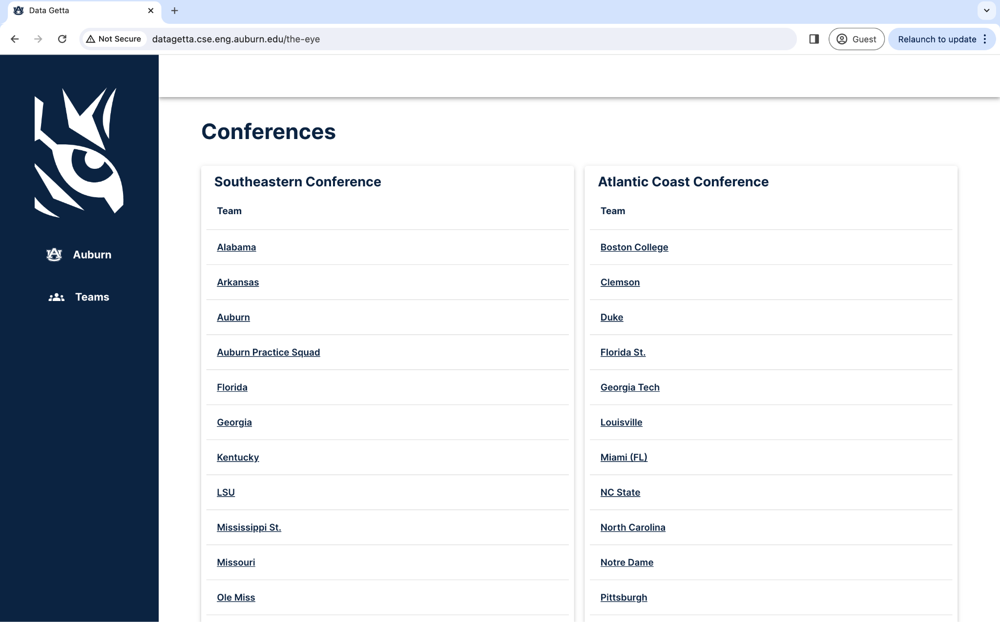 Data Getta
Not Secure
datagetta.cse.eng.auburn.edu/the-eye
Guest
Relaunch to update
Auburn
Teams
Conferences
Southeastern Conference
Team
Alabama
Arkansas
Auburn
Auburn Practice Squad
Florida
Georgia
Kentucky
LSU
Mississippi St.
Missouri
Ole Miss
Atlantic Coast Conference
Team
Boston College
Clemson
Duke
Florida St.
Georgia Tech
Louisville
Miami (FL)
NC State
North Carolina
Notre Dame
Pittsburgh